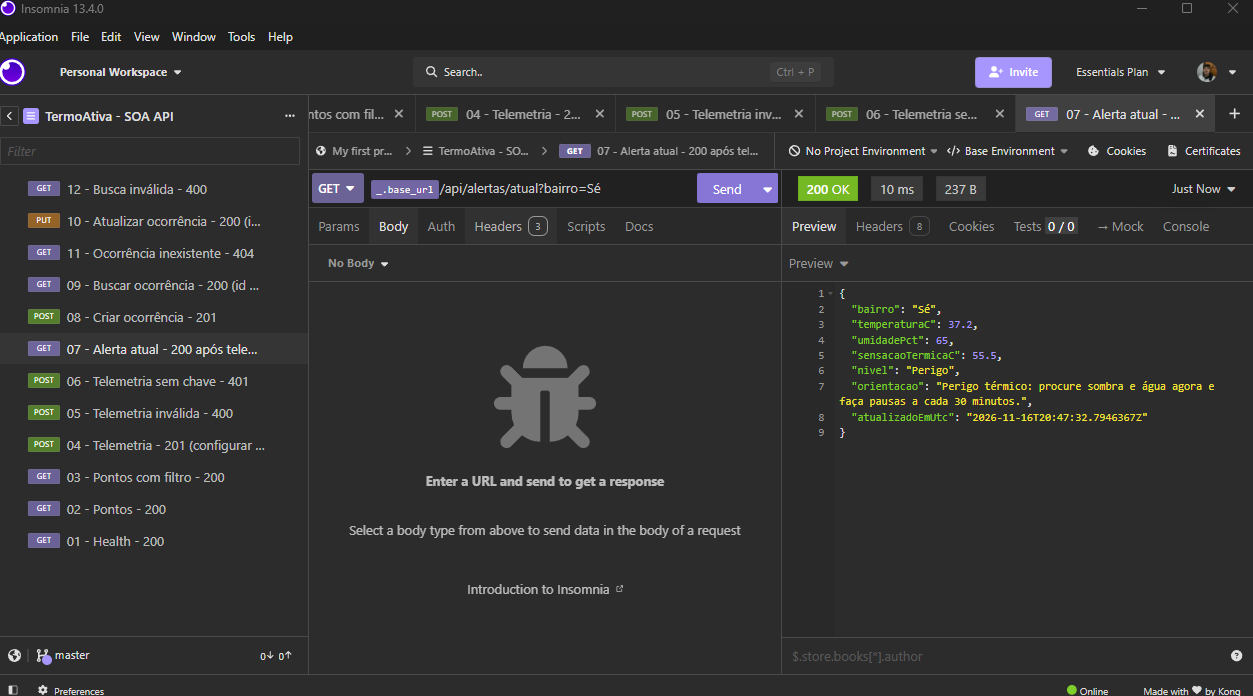 Insomnia 13.4.0
Application File Edit View Window Tools Help
Personal Workspace
Search..
Ctrl + P
Invite
Essentials Plan
TermoAtiva - SOA API
ntos com fil...
POST 04 - Telemetria - 2...
POST 05 - Telemetria inv...
POST 06 - Telemetria se...
GET 07 - Alerta atual - ...
Filter
My first pr... > TermoAtiva - SO... > GET 07 - Alerta atual - 200 após tel...
No Project Environment </> Base Environment Cookies Certificates
GET 12 - Busca inválida - 400
PUT 10 - Atualizar ocorrência - 200 (i...
GET 11 - Ocorrência inexistente - 404
GET 09 - Buscar ocorrência - 200 (id ...
POST 08 - Criar ocorrência - 201
GET 07 - Alerta atual - 200 após tele...
POST 06 - Telemetria sem chave - 401
POST 05 - Telemetria inválida - 400
POST 04 - Telemetria - 201 (configurar ...
GET 03 - Pontos com filtro - 200
GET 02 - Pontos - 200
GET 01 - Health - 200
GET _.base_url /api/alertas/atual?bairro=Sé
Send
Params Body Auth Headers 3 Scripts Docs
No Body
Enter a URL and send to get a response
Select a body type from above to send data in the body of a request
Introduction to Insomnia
200 OK 10 ms 237 B Just Now
Preview Headers 8 Cookies Tests 0 / 0 → Mock Console
Preview
1 {
2 "bairro": "Sé",
3 "temperaturaC": 37.2,
4 "umidadePct": 65,
5 "sensacaoTermicaC": 55.5,
6 "nivel": "Perigo",
7 "orientacao": "Perigo térmico: procure sombra e água agora e
faça pausas a cada 30 minutos.",
8 "atualizadoEmUtc": "2026-11-16T20:47:32.7946367Z"
9 }
$.store.books[*].author
master
0↓ 0↑
Preferences
Online
Made with ♥ by Kong